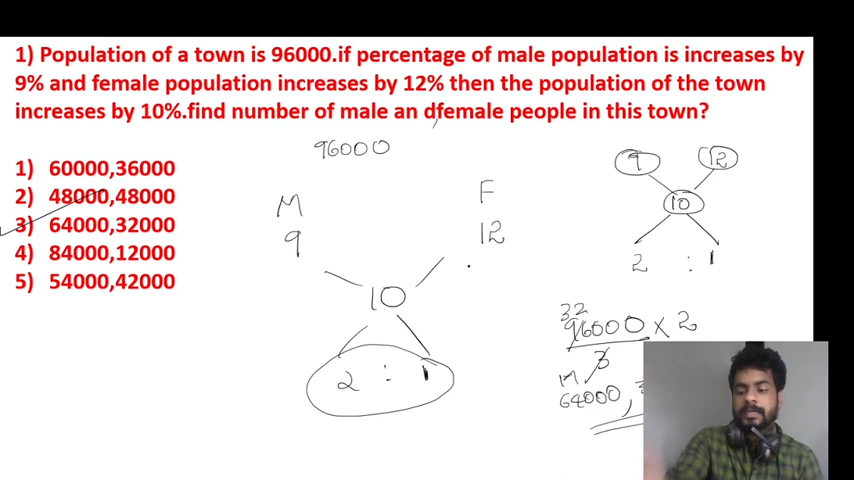 1) Population of a town is 96000.if percentage of male population is increases by
9% and female population increases by 12% then the population of the town
increases by 10%.find number of male an dfemale people in this town?
1) 60000,36000
2) 48000,48000
3) 64000,32000
4) 84000,12000
5) 54000,42000
96000
M F
9 12
10
2 : 1
9 12
10
2 : 1
32
96000 x 2
3
M
64000 ,